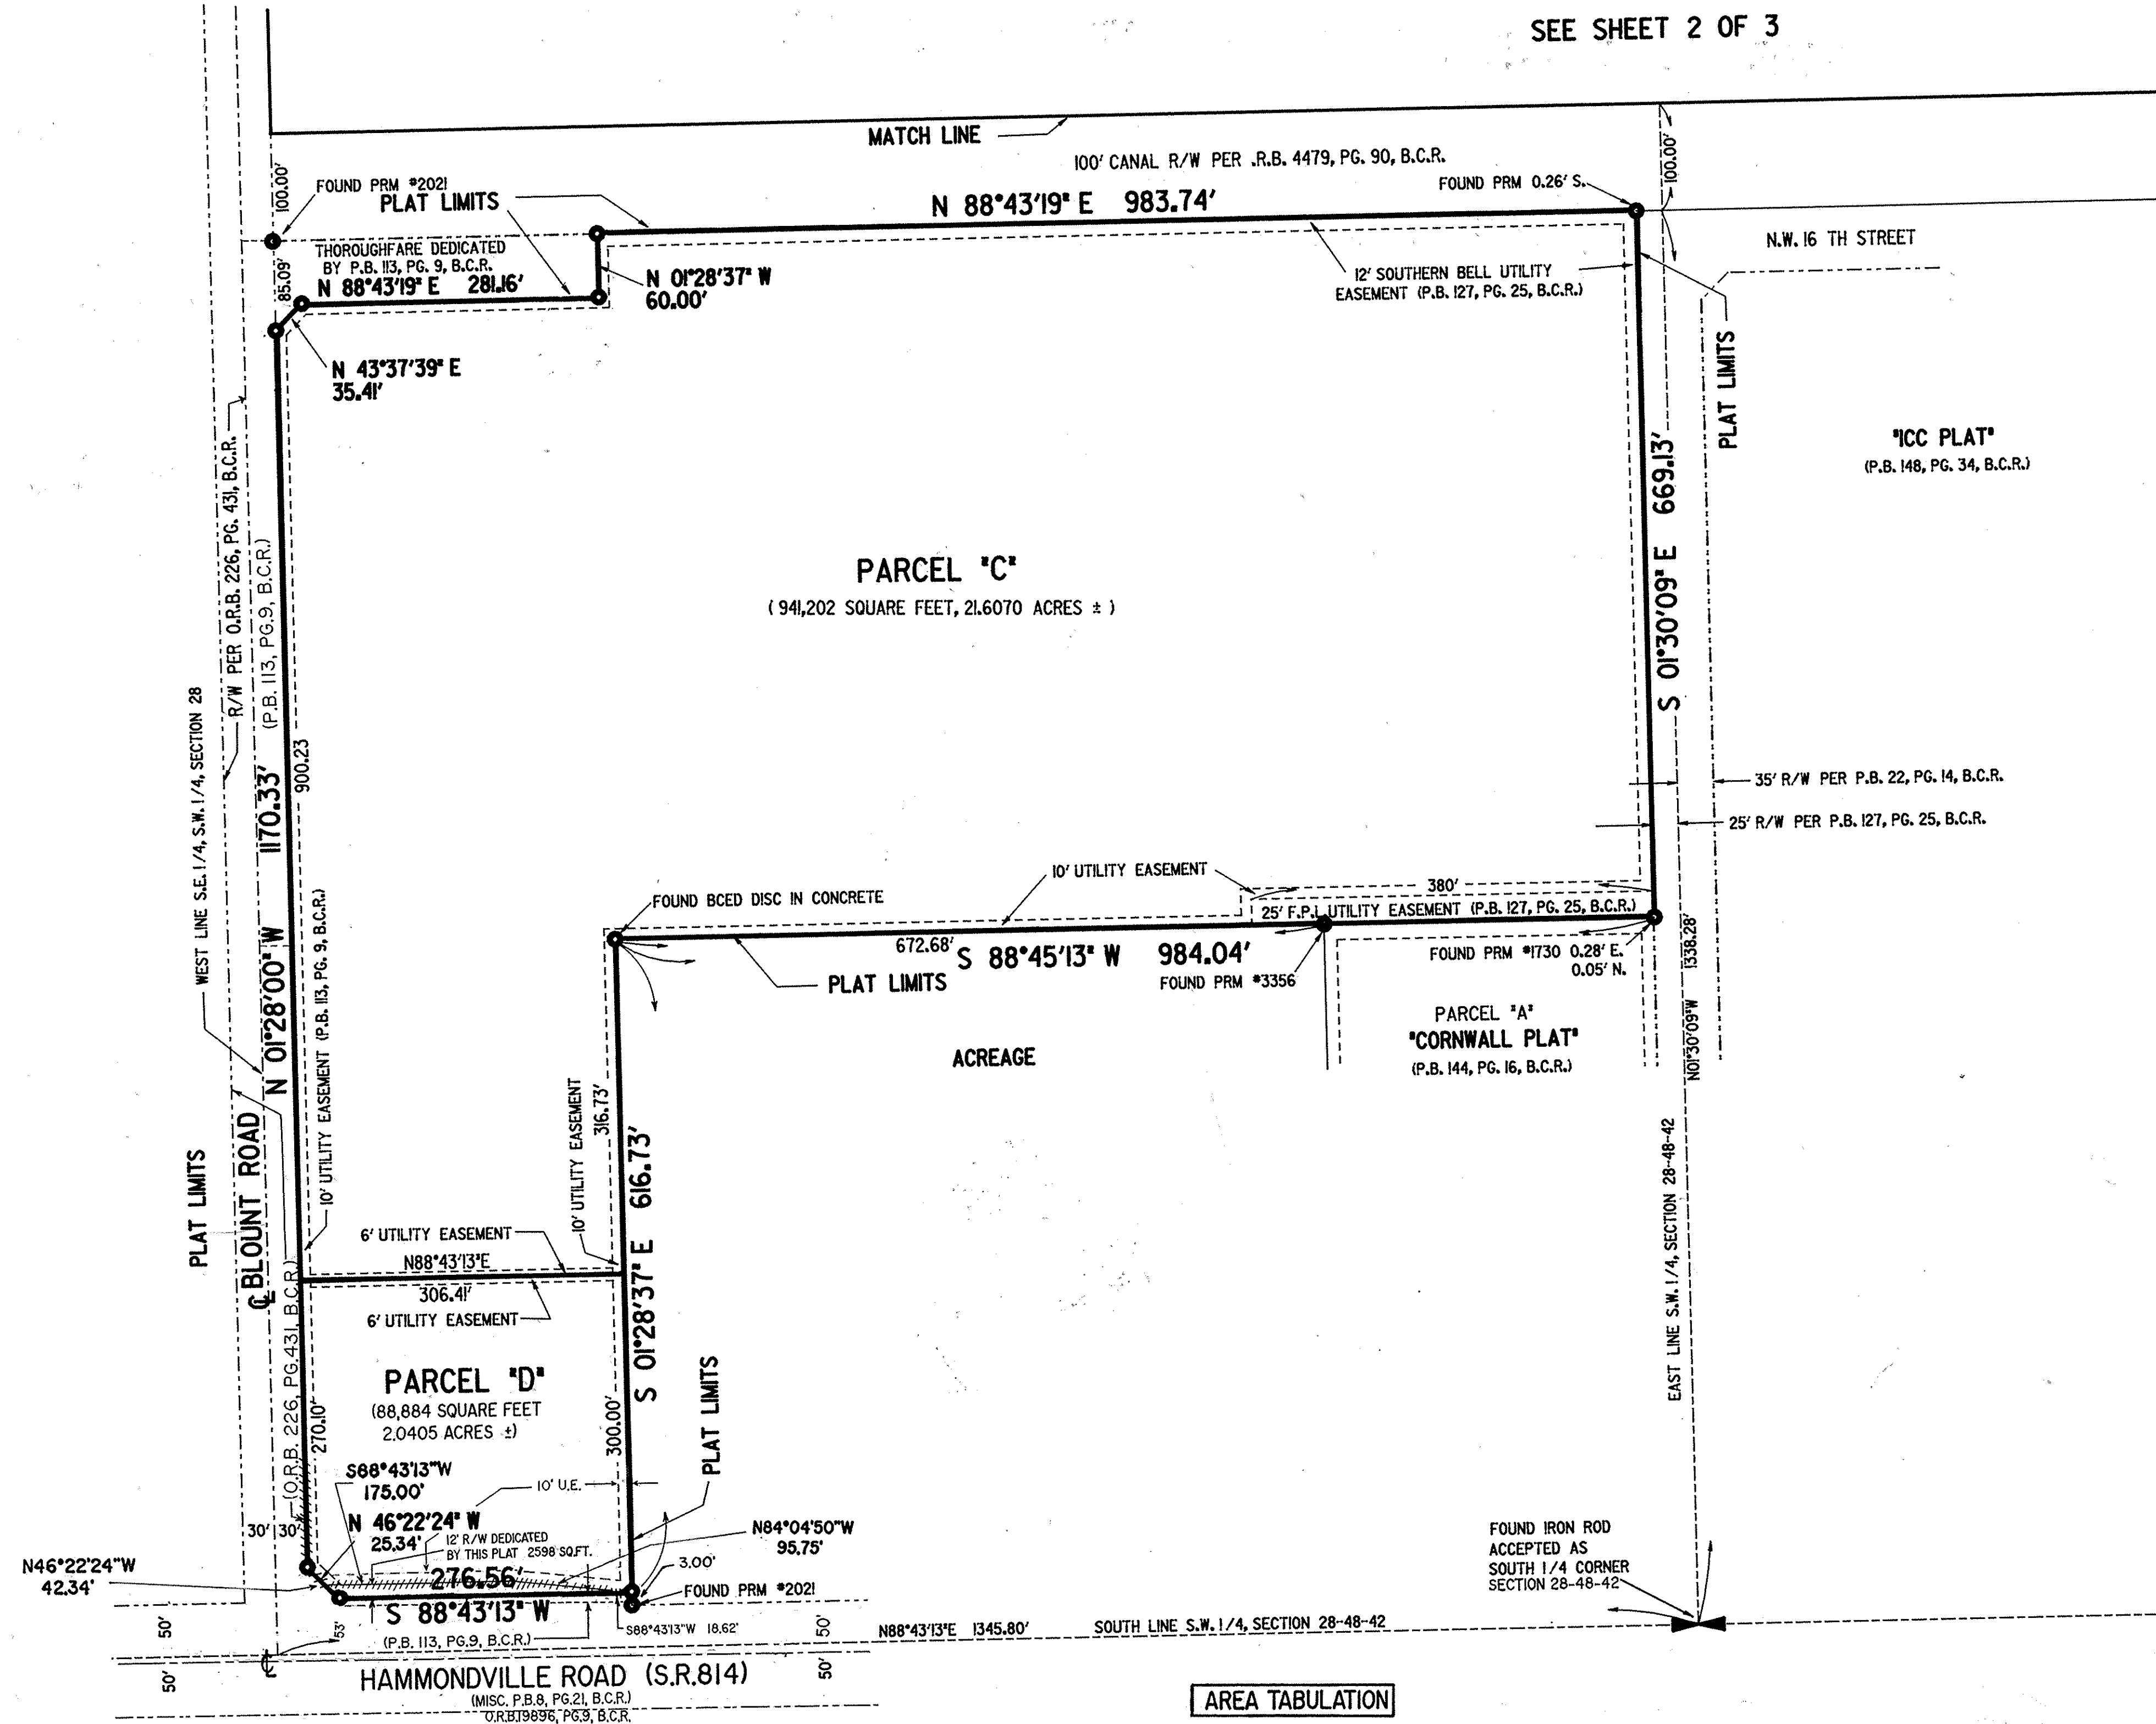 SEE SHEET 2 OF 3
MATCH LINE
100' CANAL R/W PER .R.B. 4479, PG. 90, B.C.R.
100.00'
100.00'
FOUND PRM #2021
PLAT LIMITS
N 88°43'19" E 983.74'
FOUND PRM 0.26' S.
N.W. 16 TH STREET
THOROUGHFARE DEDICATED
BY P.B. 113, PG. 9, B.C.R.
N 88°43'19" E 281.16'
85.09'
N 01°28'37" W
60.00'
12' SOUTHERN BELL UTILITY
EASEMENT (P.B. 127, PG. 25, B.C.R.)
N 43°37'39" E
35.41'
PLAT LIMITS
"ICC PLAT"
(P.B. 148, PG. 34, B.C.R.)
R/W PER O.R.B. 226, PG. 431, B.C.R.
(P.B. 113, PG.9, B.C.R.)
S 01°30'09" E 669.13'
PARCEL "C"
( 941,202 SQUARE FEET, 21.6070 ACRES ± )
WEST LINE S.E. 1/4, S.W. 1/4, SECTION 28
900.23
N 01°28'00" W 1170.33'
35' R/W PER P.B. 22, PG. 14, B.C.R.
25' R/W PER P.B. 127, PG. 25, B.C.R.
10' UTILITY EASEMENT
380'
FOUND BCED DISC IN CONCRETE
25' F.P.L UTILITY EASEMENT (P.B. 127, PG. 25, B.C.R.)
672.68'
S 88°45'13" W 984.04'
PLAT LIMITS
FOUND PRM #3356
FOUND PRM #1730 0.28' E.
0.05' N.
N01°30'09"W 1338.28'
PARCEL "A"
"CORNWALL PLAT"
(P.B. 144, PG. 16, B.C.R.)
ACREAGE
10' UTILITY EASEMENT (P.B. 113, PG. 9, B.C.R.)
10' UTILITY EASEMENT
316.73'
S 01°28'37" E 616.73'
PLAT LIMITS
℄ BLOUNT ROAD
6' UTILITY EASEMENT
N88°43'13"E
306.41'
6' UTILITY EASEMENT
(O.R.B. 226, PG.431, B.C.R.)
EAST LINE S.W. 1/4, SECTION 28-48-42
PARCEL "D"
(88,884 SQUARE FEET
2.0405 ACRES ±)
270.10'
300.00'
PLAT LIMITS
S88°43'13"W
175.00'
10' U.E.
N 46°22'24" W
25.34'
12' R/W DEDICATED
BY THIS PLAT 2598 SQ.FT.
N84°04'50"W
95.75'
30' 30'
N46°22'24"W
42.34'
3.00'
276.56'
FOUND PRM #2021
S 88°43'13" W
(P.B. 113, PG.9, B.C.R.)
S88°43'13"W 18.62'
50'
53'
50'
N88°43'13"E 1345.80'
SOUTH LINE S.W. 1/4, SECTION 28-48-42
FOUND IRON ROD
ACCEPTED AS
SOUTH 1/4 CORNER
SECTION 28-48-42
50'
50'
HAMMONDVILLE ROAD (S.R.814)
(MISC. P.B.8, PG.21, B.C.R.)
O.R.B.19896, PG.9, B.C.R.
AREA TABULATION